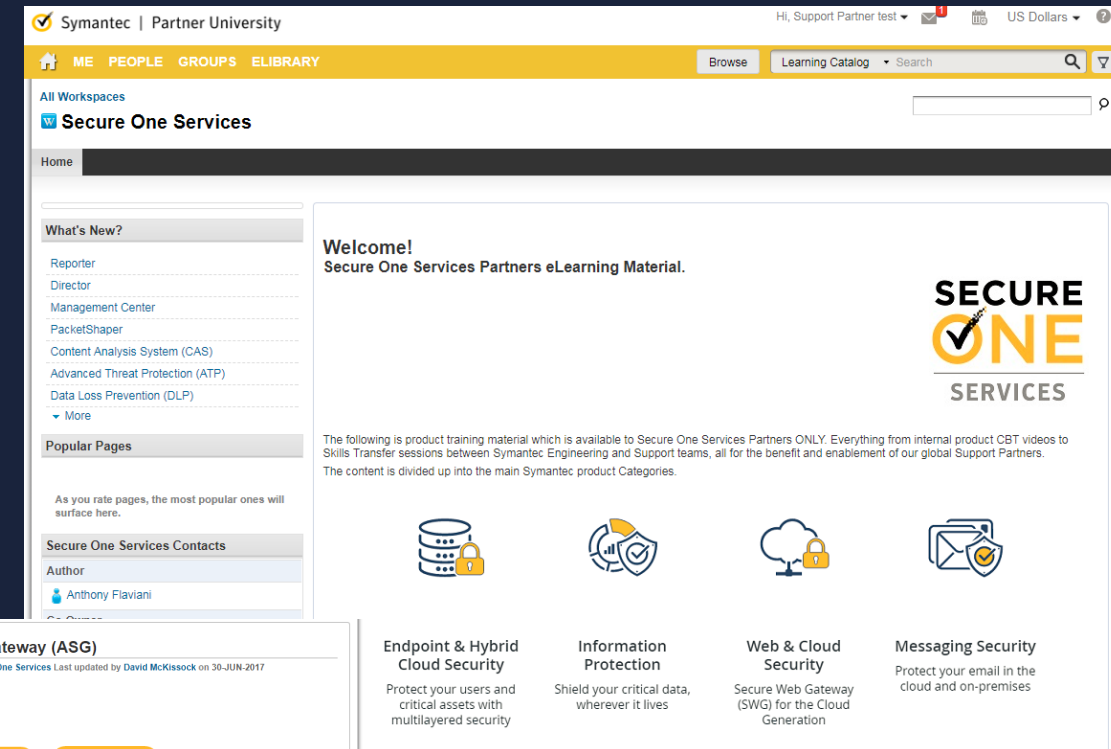 Symantec | Partner University
Hi, Support Partner test
1
US Dollars
?
ME PEOPLE GROUPS ELIBRARY
Browse
Learning Catalog
Search
All Workspaces
W
Secure One Services
Home
What's New?
Reporter
Director
Management Center
PacketShaper
Content Analysis System (CAS)
Advanced Threat Protection (ATP)
Data Loss Prevention (DLP)
More
Popular Pages
As you rate pages, the most popular ones will
surface here.
Secure One Services Contacts
Author
Anthony Flaviani
Welcome!
Secure One Services Partners eLearning Material.
SECURE
ONE
SERVICES
The following is product training material which is available to Secure One Services Partners ONLY. Everything from internal product CBT videos to
Skills Transfer sessions between Symantec Engineering and Support teams, all for the benefit and enablement of our global Support Partners.
The content is divided up into the main Symantec product Categories.
Endpoint & Hybrid
Cloud Security
Protect your users and
critical assets with
multilayered security
Information
Protection
Shield your critical data,
wherever it lives
Web & Cloud
Security
Secure Web Gateway
(SWG) for the Cloud
Generation
Messaging Security
Protect your email in the
cloud and on-premises
teway (ASG)
One Services Last updated by David McKissock on 30-JUN-2017